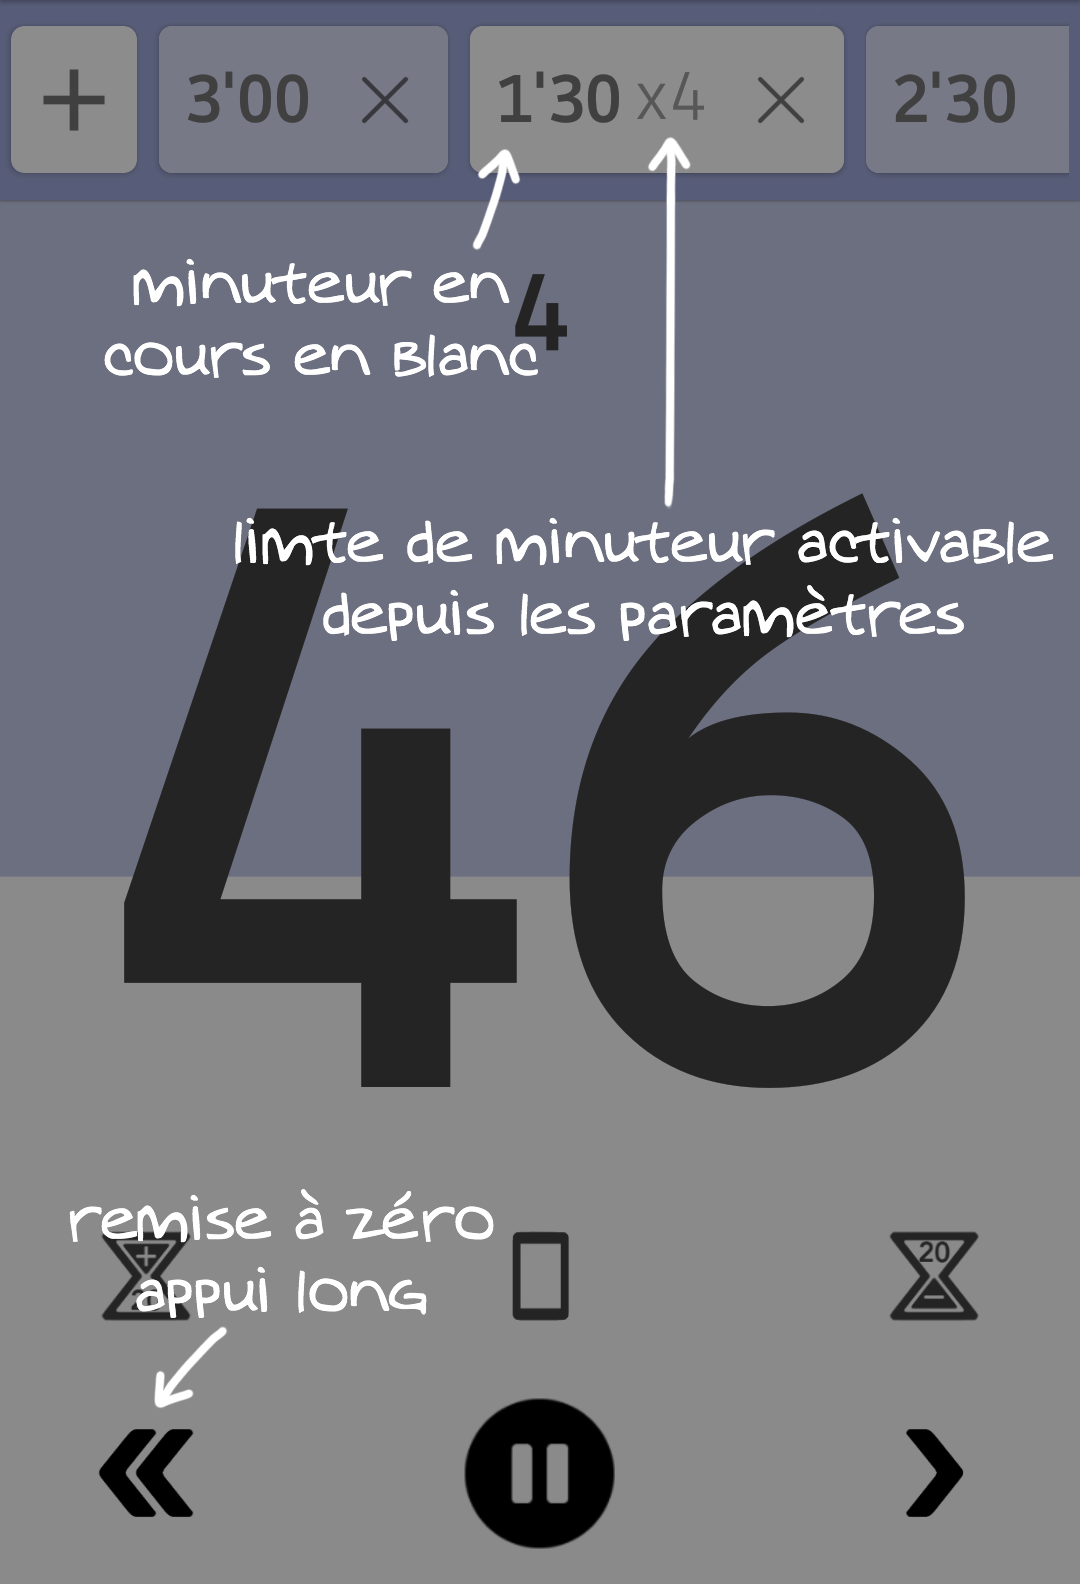 3'00 1'30 x4 2'30
minuteur en
cours en blanc
4
limte de minuteur activable
depuis les paramètres
46
remise à zéro
appui long
20